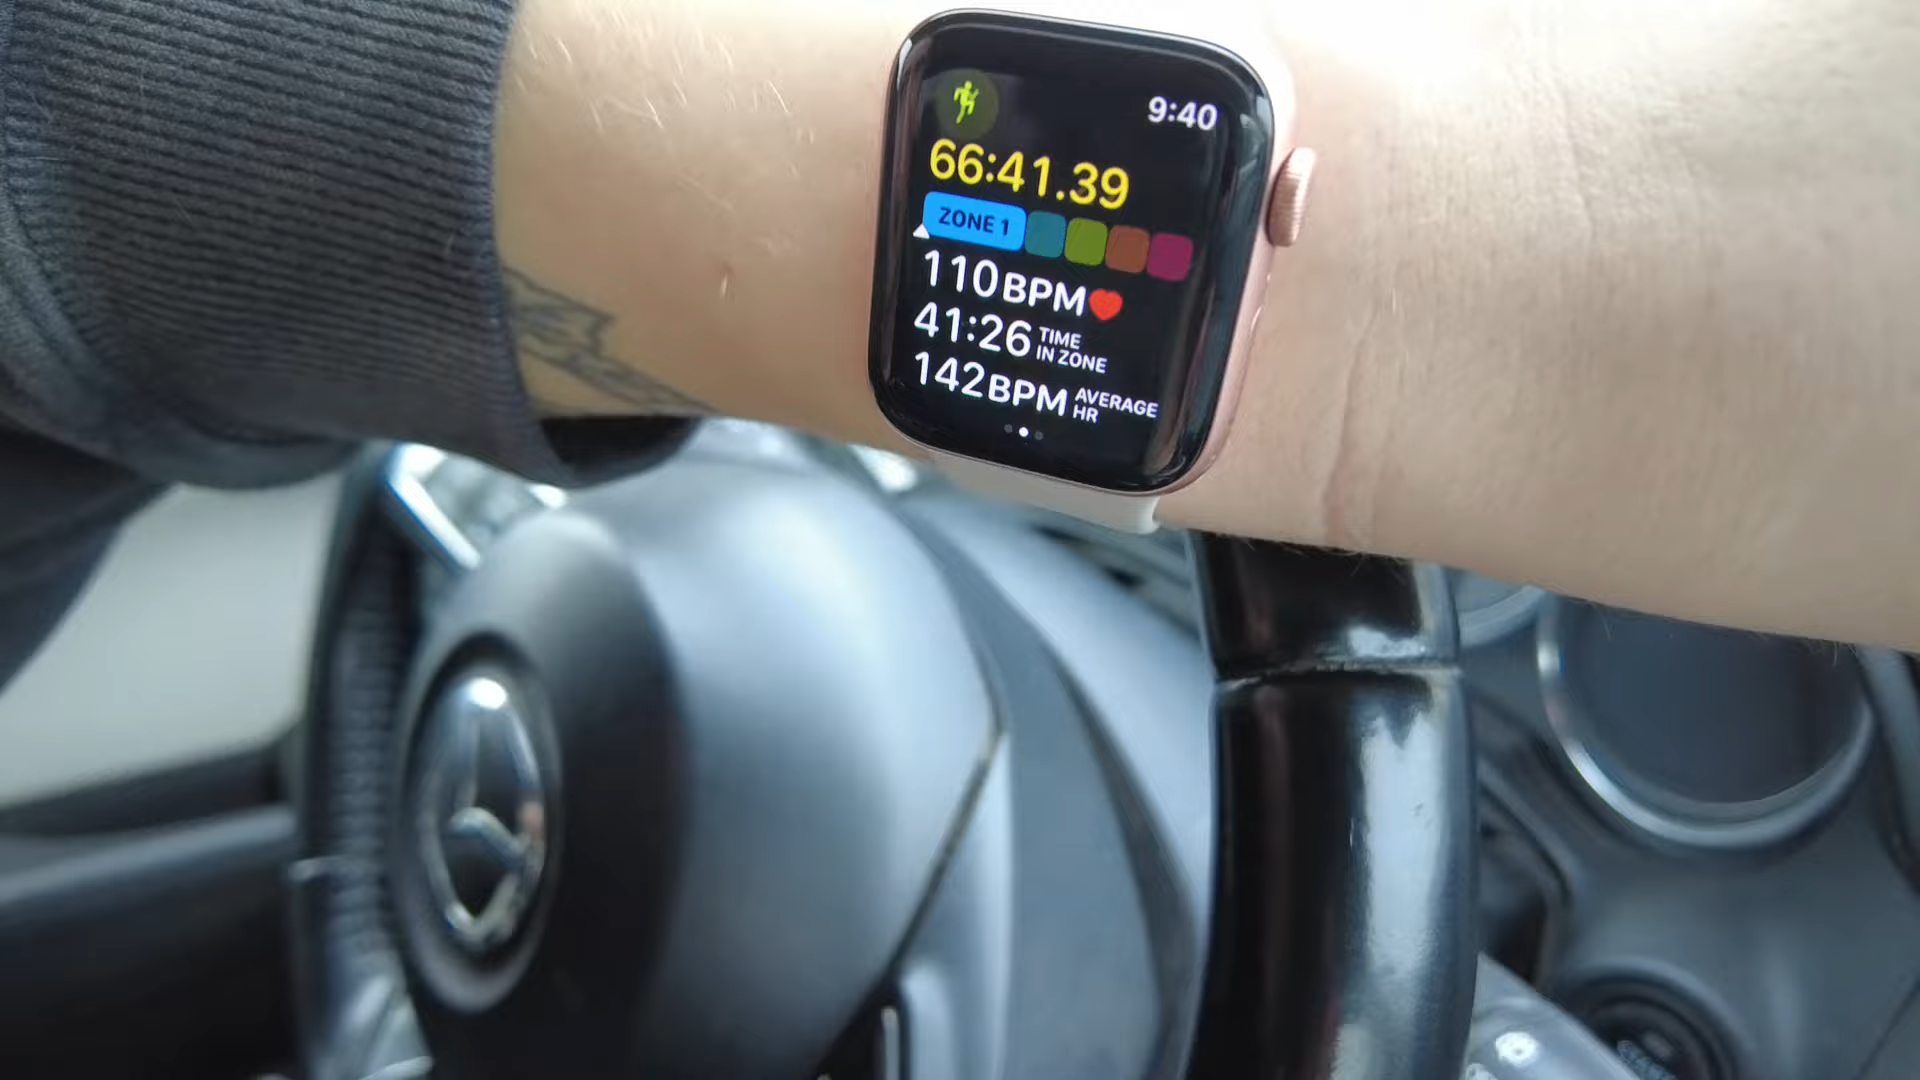 9:40
66:41.39
ZONE 1
110BPM
41:26 TIME IN ZONE
142BPM AVERAGE HR